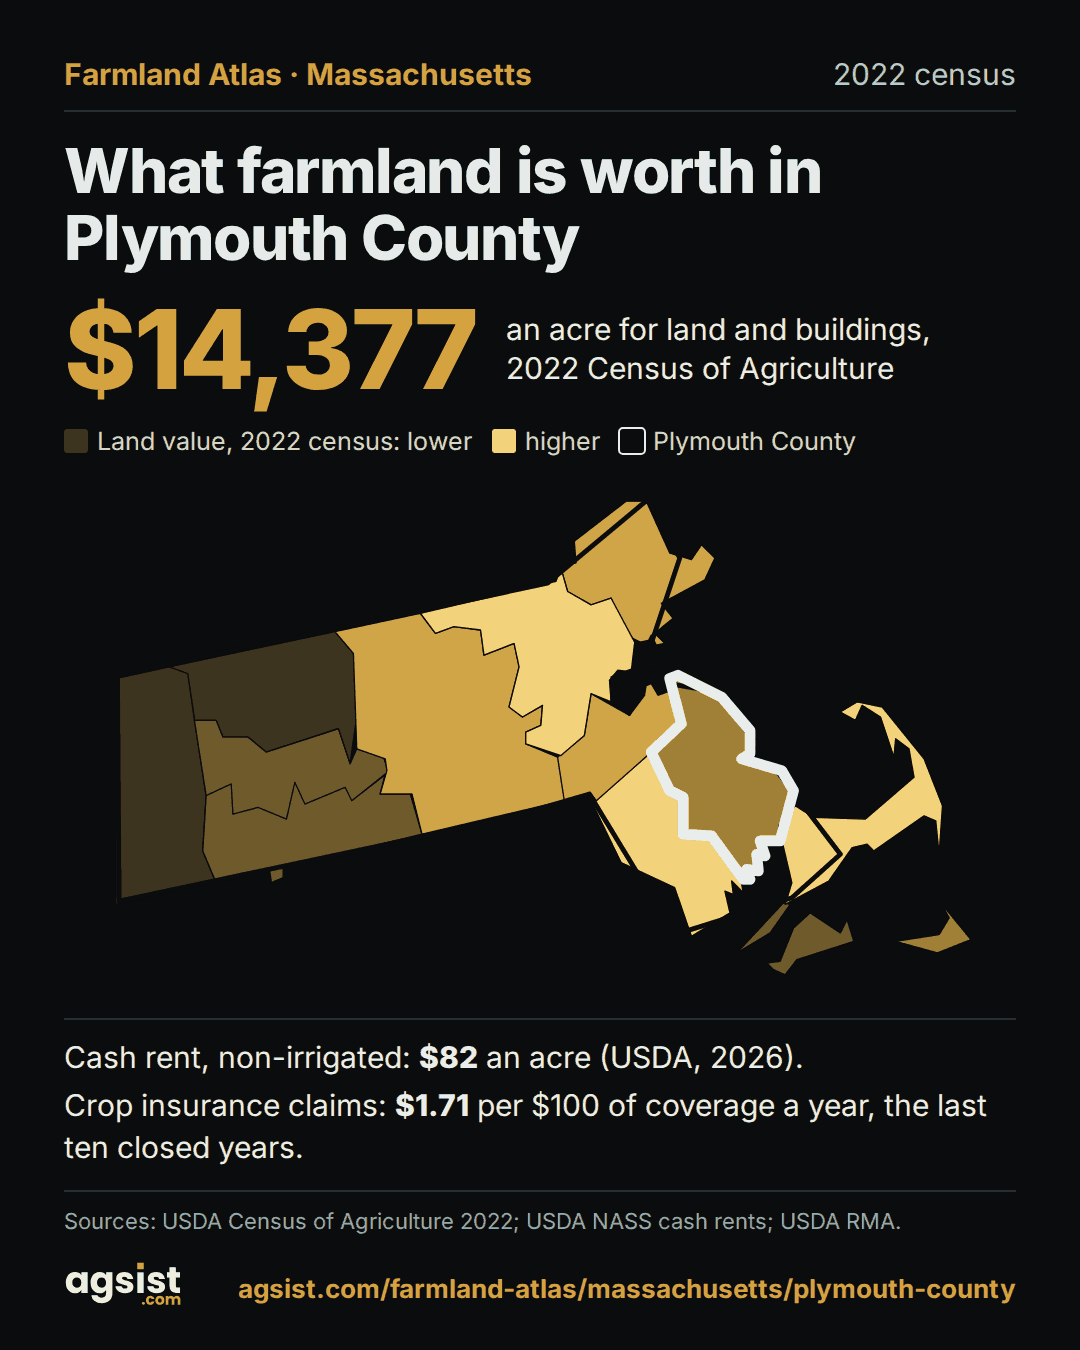 Farmland Atlas · Massachusetts
2022 census
What farmland is worth in
Plymouth County
$14,377
an acre for land and buildings,
2022 Census of Agriculture
Land value, 2022 census: lower
higher
Plymouth County
Cash rent, non-irrigated: $82 an acre (USDA, 2026).
Crop insurance claims: $1.71 per $100 of coverage a year, the last
ten closed years.
Sources: USDA Census of Agriculture 2022; USDA NASS cash rents; USDA RMA.
agsist
.com
agsist.com/farmland-atlas/massachusetts/plymouth-county